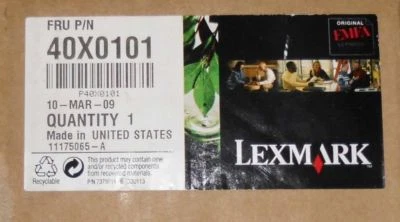 FRU P/N
40X0101
P40X0101
10-MAR-09
QUANTITY 1
Made in UNITED STATES
11175065-A
Recyclable
This product may contain new
and/or recycled components
recovered from used materials.
P/N
ORIGINAL
LEXMARK